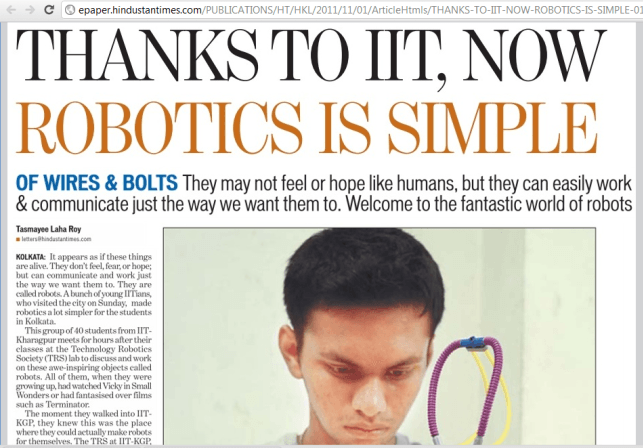 epaper.hindustantimes.com/PUBLICATIONS/HT/HKL/2011/11/01/ArticleHtmls/THANKS-TO-IIT-NOW-ROBOTICS-IS-SIMPLE-01
THANKS TO IIT, NOW
ROBOTICS IS SIMPLE
OF WIRES & BOLTS They may not feel or hope like humans, but they can easily work
& communicate just the way we want them to. Welcome to the fantastic world of robots
Tasmayee Laha Roy
letters@hindustantimes.com
KOLKATA: It appears as if these things
are alive. They don't feel, fear, or hope;
but can communicate and work just
the way we want them to. They are
called robots. A bunch of young IITians,
who visited the city on Sunday, made
robotics a lot simpler for the students
in Kolkata.
This group of 40 students from IIT-
Kharagpur meets for hours after their
classes at the Technology Robotics
Society (TRS) lab to discuss and work
on these awe-inspiring objects called
robots. All of them, when they were
growing up, had watched Vicky in Small
Wonders or had fantasised over films
such as Terminator.
The moment they walked into IIT-
KGP, they knew this was the place
where they could actually make robots
for themselves. The TRS at IIT-KGP,